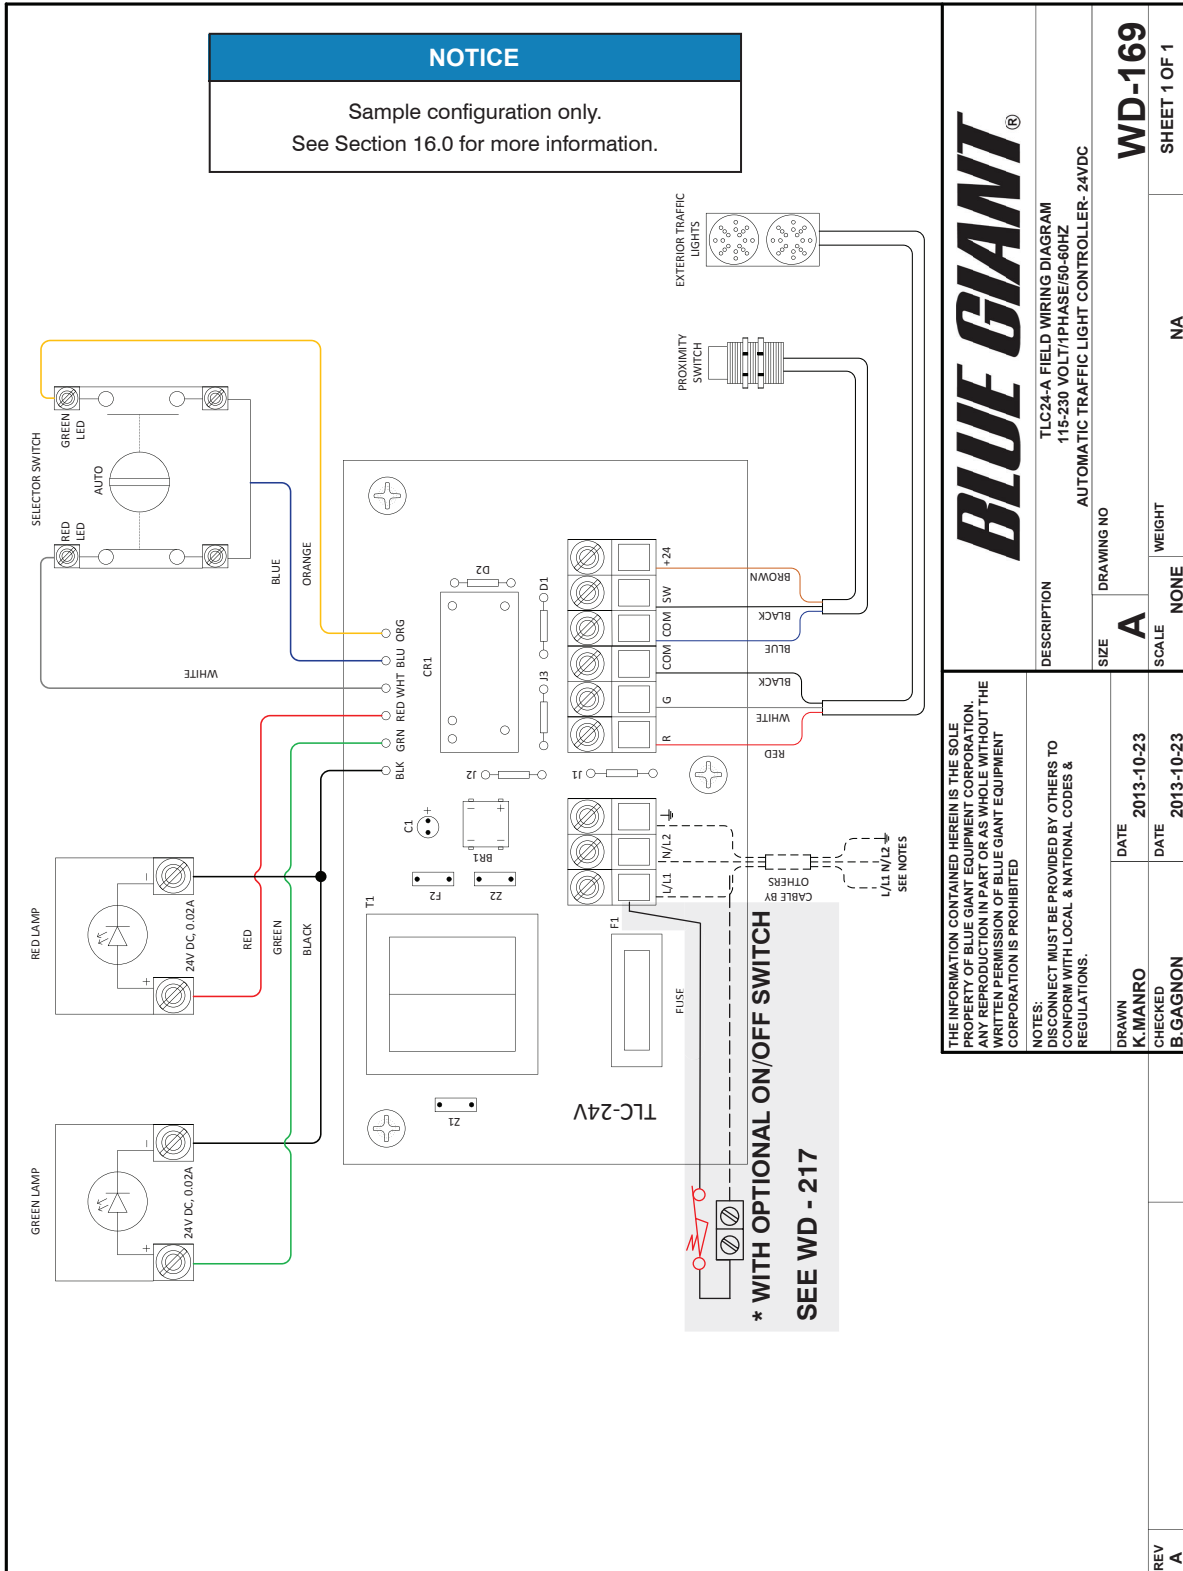 NOTICE
Sample configuration only.
See Section 16.0 for more information.
SELECTOR SWITCH
RED
LED
AUTO
GREEN
LED
BLUE
ORANGE
WHITE
EXTERIOR TRAFFIC
LIGHTS
PROXIMITY
SWITCH
RED LAMP
+
−
24V DC, 0.02A
GREEN LAMP
+
−
24V DC, 0.02A
RED
GREEN
BLACK
BLK
GRN
RED
WHT
BLU
ORG
CR1
D2
D1
J3
J2
J1
C1
+
BR1
F2
Z2
T1
Z1
F1
FUSE
TLC-24V
L/L1
N/L2
R
G
COM
COM
SW
+24
RED
WHITE
BLACK
BLUE
BLACK
BROWN
CABLE BY
OTHERS
L/L1 N/L2
SEE NOTES
* WITH OPTIONAL ON/OFF SWITCH
SEE WD - 217
BLUE GIANT®
DESCRIPTION
TLC24-A FIELD WIRING DIAGRAM
115-230 VOLT/1PHASE/50-60HZ
AUTOMATIC TRAFFIC LIGHT CONTROLLER- 24VDC
SIZE
A
DRAWING NO
WD-169
SCALE
NONE
WEIGHT
NA
SHEET 1 OF 1
THE INFORMATION CONTAINED HEREIN IS THE SOLE
PROPERTY OF BLUE GIANT EQUIPMENT CORPORATION.
ANY REPRODUCTION IN PART OR AS WHOLE WITHOUT THE
WRITTEN PERMISSION OF BLUE GIANT EQUIPMENT
CORPORATION IS PROHIBITED
NOTES:
DISCONNECT MUST BE PROVIDED BY OTHERS TO
CONFORM WITH LOCAL & NATIONAL CODES &
REGULATIONS.
DRAWN
K.MANRO
DATE
2013-10-23
CHECKED
B.GAGNON
DATE
2013-10-23
REV
A